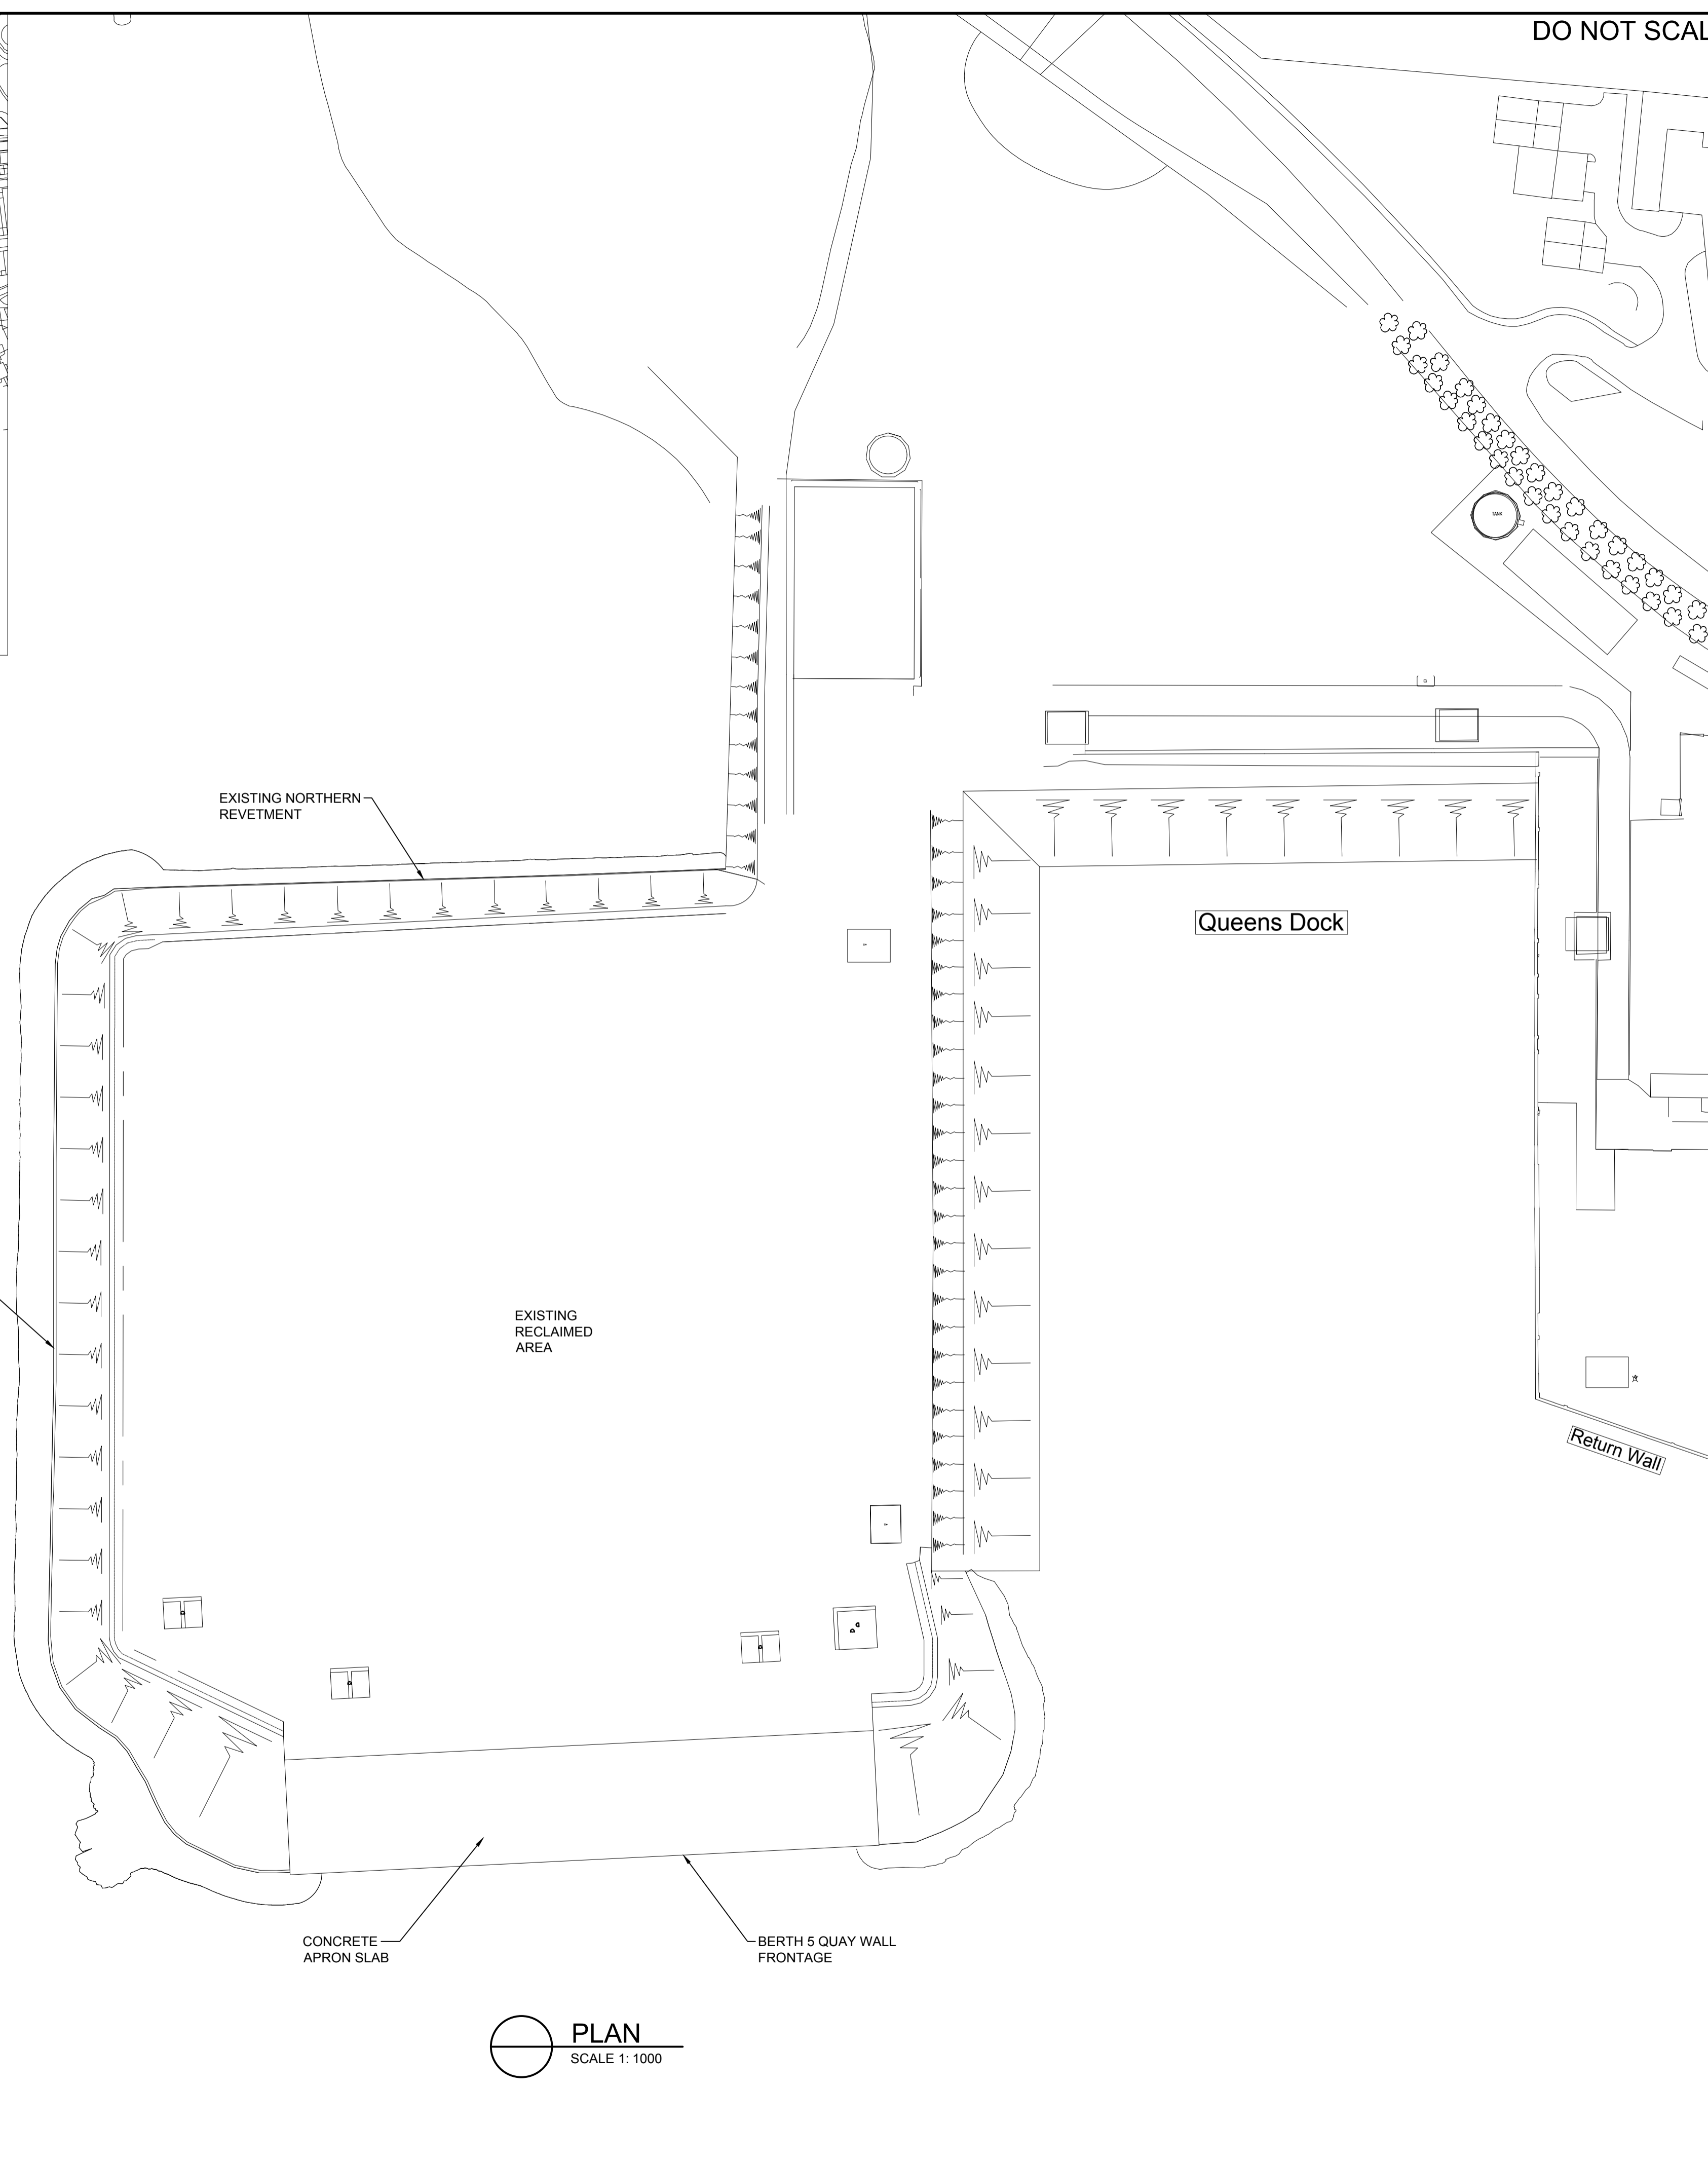 DO NOT SCAL
TANK
EXISTING NORTHERN
REVETMENT
Queens Dock
EXISTING
RECLAIMED
AREA
Return Wall
CONCRETE
APRON SLAB
BERTH 5 QUAY WALL
FRONTAGE
PLAN
SCALE 1: 1000